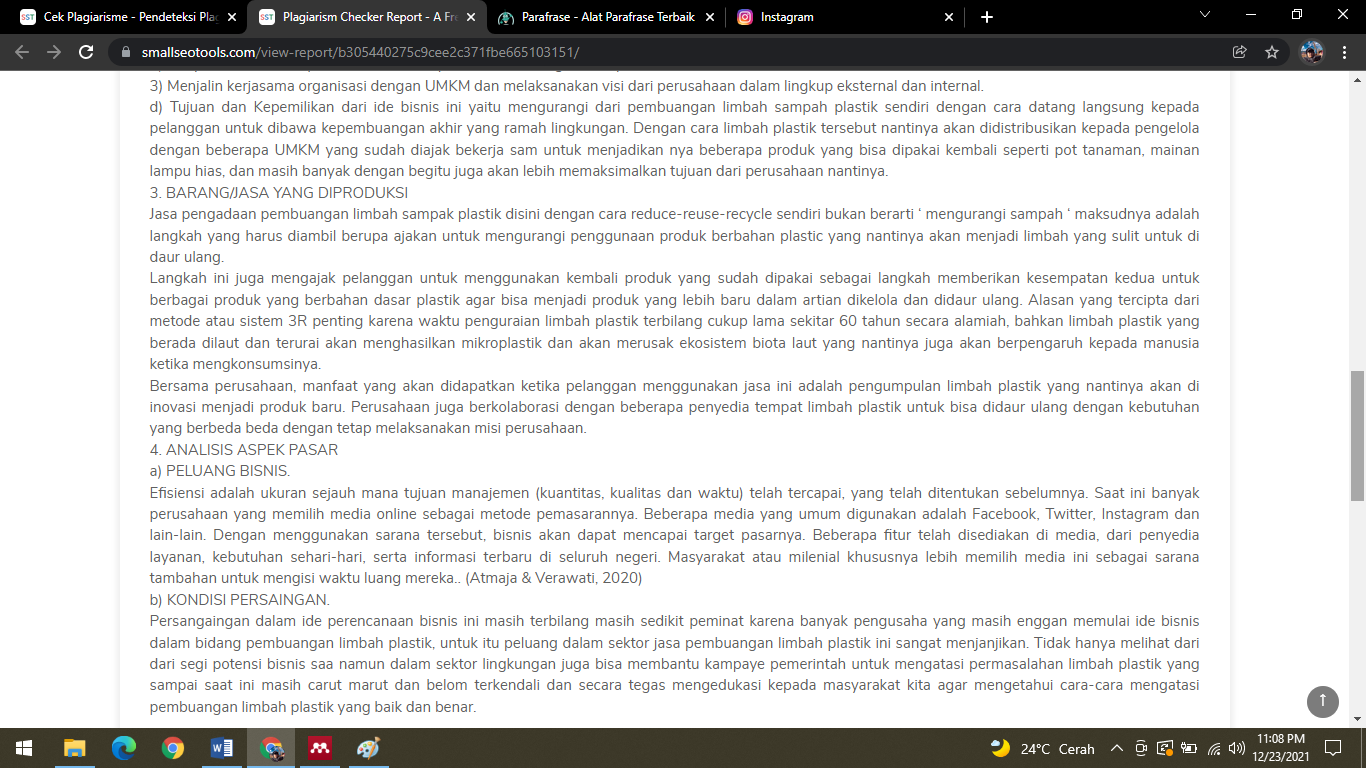 Cek Plagiarisme - Pendeteksi Plag
Plagiarism Checker Report - A Fre
Parafrase - Alat Parafrase Terbaik
Instagram
smallseotools.com/view-report/b305440275c9cee2c371fbe665103151/
3) Menjalin kerjasama organisasi dengan UMKM dan melaksanakan visi dari perusahaan dalam lingkup eksternal dan internal.
d) Tujuan dan Kepemilikan dari ide bisnis ini yaitu mengurangi dari pembuangan limbah sampah plastik sendiri dengan cara datang langsung kepada
pelanggan untuk dibawa kepembuangan akhir yang ramah lingkungan. Dengan cara limbah plastik tersebut nantinya akan didistribusikan kepada pengelola
dengan beberapa UMKM yang sudah diajak bekerja sam untuk menjadikan nya beberapa produk yang bisa dipakai kembali seperti pot tanaman, mainan
lampu hias, dan masih banyak dengan begitu juga akan lebih memaksimalkan tujuan dari perusahaan nantinya.
3. BARANG/JASA YANG DIPRODUKSI
Jasa pengadaan pembuangan limbah sampak plastik disini dengan cara reduce-reuse-recycle sendiri bukan berarti ‘ mengurangi sampah ‘ maksudnya adalah
langkah yang harus diambil berupa ajakan untuk mengurangi penggunaan produk berbahan plastic yang nantinya akan menjadi limbah yang sulit untuk di
daur ulang.
Langkah ini juga mengajak pelanggan untuk menggunakan kembali produk yang sudah dipakai sebagai langkah memberikan kesempatan kedua untuk
berbagai produk yang berbahan dasar plastik agar bisa menjadi produk yang lebih baru dalam artian dikelola dan didaur ulang. Alasan yang tercipta dari
metode atau sistem 3R penting karena waktu penguraian limbah plastik terbilang cukup lama sekitar 60 tahun secara alamiah, bahkan limbah plastik yang
berada dilaut dan terurai akan menghasilkan mikroplastik dan akan merusak ekosistem biota laut yang nantinya juga akan berpengaruh kepada manusia
ketika mengkonsumsinya.
Bersama perusahaan, manfaat yang akan didapatkan ketika pelanggan menggunakan jasa ini adalah pengumpulan limbah plastik yang nantinya akan di
inovasi menjadi produk baru. Perusahaan juga berkolaborasi dengan beberapa penyedia tempat limbah plastik untuk bisa didaur ulang dengan kebutuhan
yang berbeda beda dengan tetap melaksanakan misi perusahaan.
4. ANALISIS ASPEK PASAR
a) PELUANG BISNIS.
Efisiensi adalah ukuran sejauh mana tujuan manajemen (kuantitas, kualitas dan waktu) telah tercapai, yang telah ditentukan sebelumnya. Saat ini banyak
perusahaan yang memilih media online sebagai metode pemasarannya. Beberapa media yang umum digunakan adalah Facebook, Twitter, Instagram dan
lain-lain. Dengan menggunakan sarana tersebut, bisnis akan dapat mencapai target pasarnya. Beberapa fitur telah disediakan di media, dari penyedia
layanan, kebutuhan sehari-hari, serta informasi terbaru di seluruh negeri. Masyarakat atau milenial khususnya lebih memilih media ini sebagai sarana
tambahan untuk mengisi waktu luang mereka.. (Atmaja & Verawati, 2020)
b) KONDISI PERSAINGAN.
Persangaingan dalam ide perencanaan bisnis ini masih terbilang masih sedikit peminat karena banyak pengusaha yang masih enggan memulai ide bisnis
dalam bidang pembuangan limbah plastik, untuk itu peluang dalam sektor jasa pembuangan limbah plastik ini sangat menjanjikan. Tidak hanya melihat dari
dari segi potensi bisnis saa namun dalam sektor lingkungan juga bisa membantu kampaye pemerintah untuk mengatasi permasalahan limbah plastik yang
sampai saat ini masih carut marut dan belom terkendali dan secara tegas mengedukasi kepada masyarakat kita agar mengetahui cara-cara mengatasi
pembuangan limbah plastik yang baik dan benar.
24°C Cerah
11:08 PM
12/23/2021